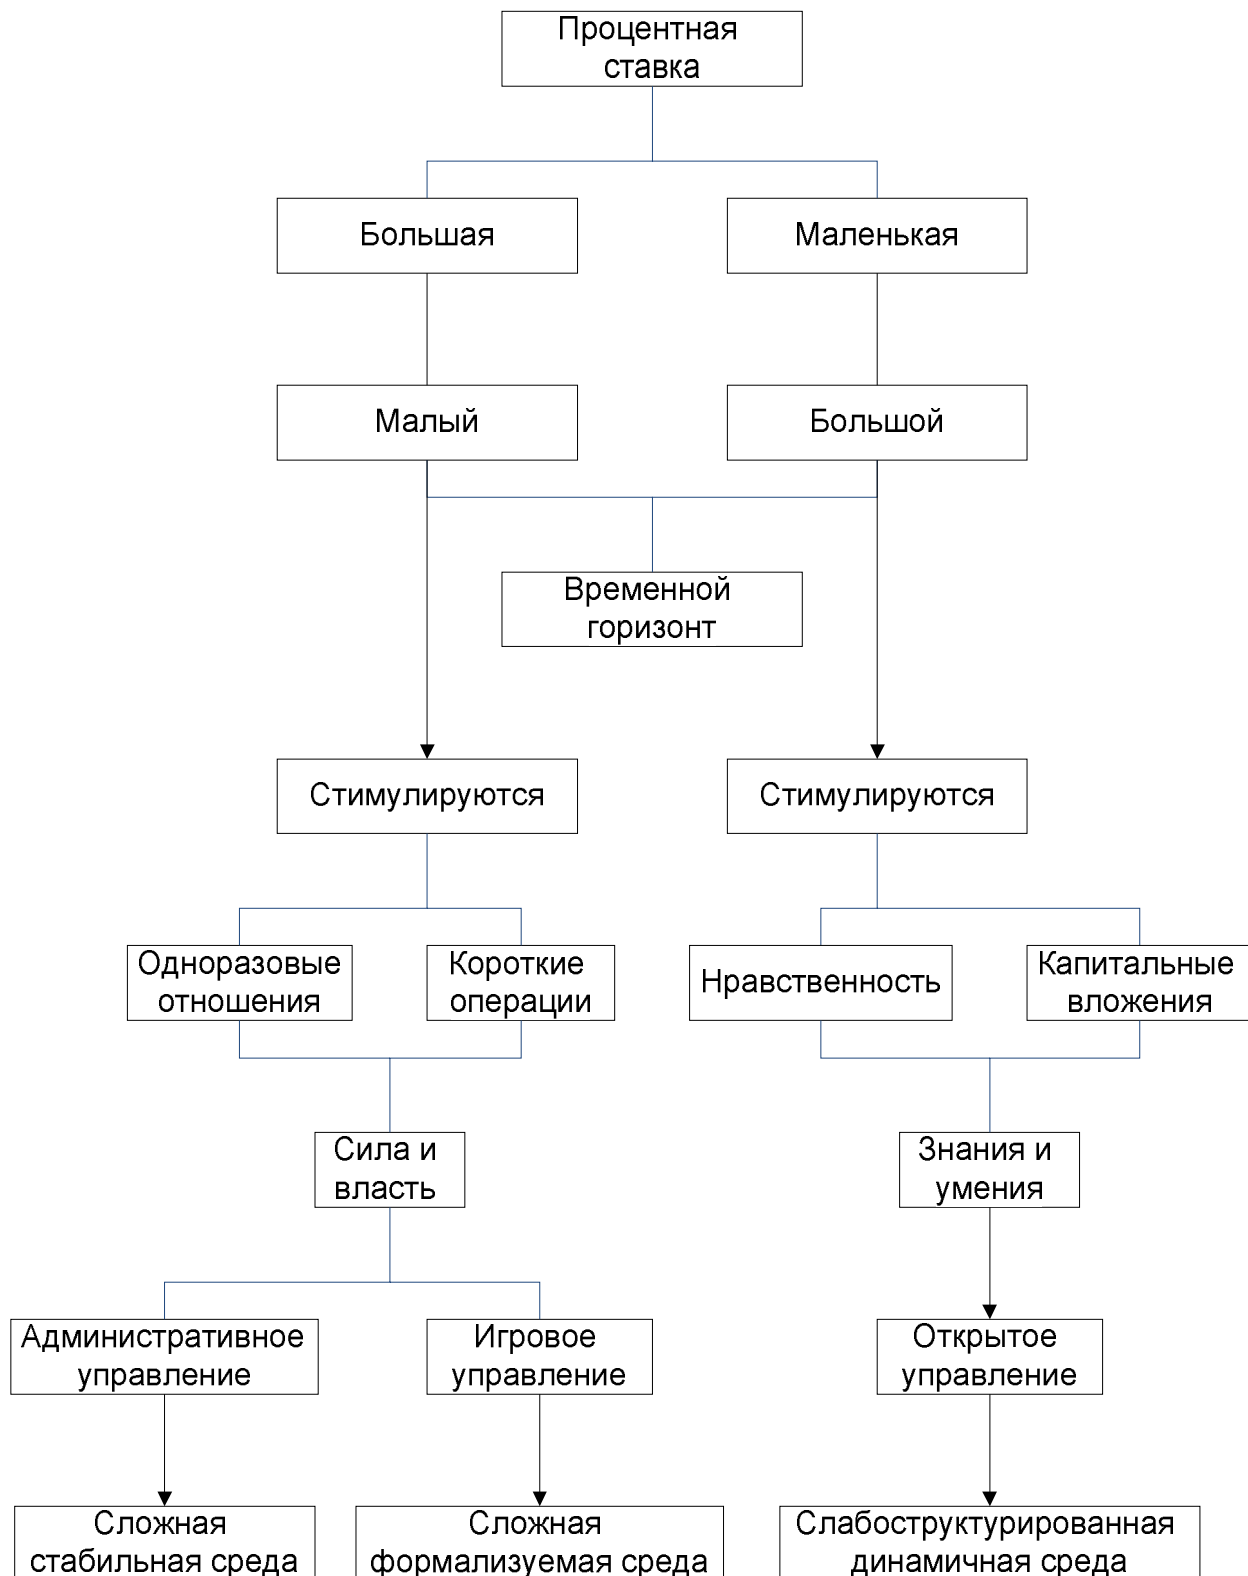 Процентная
ставка
Большая
Маленькая
Малый
Большой
Временной
горизонт
Стимулируются
Стимулируются
Одноразовые
отношения
Короткие
операции
Нравственность
Капитальные
вложения
Сила и
власть
Знания и
умения
Административное
управление
Игровое
управление
Открытое
управление
Сложная
стабильная среда
Сложная
формализуемая среда
Слабоструктурированная
динамичная среда